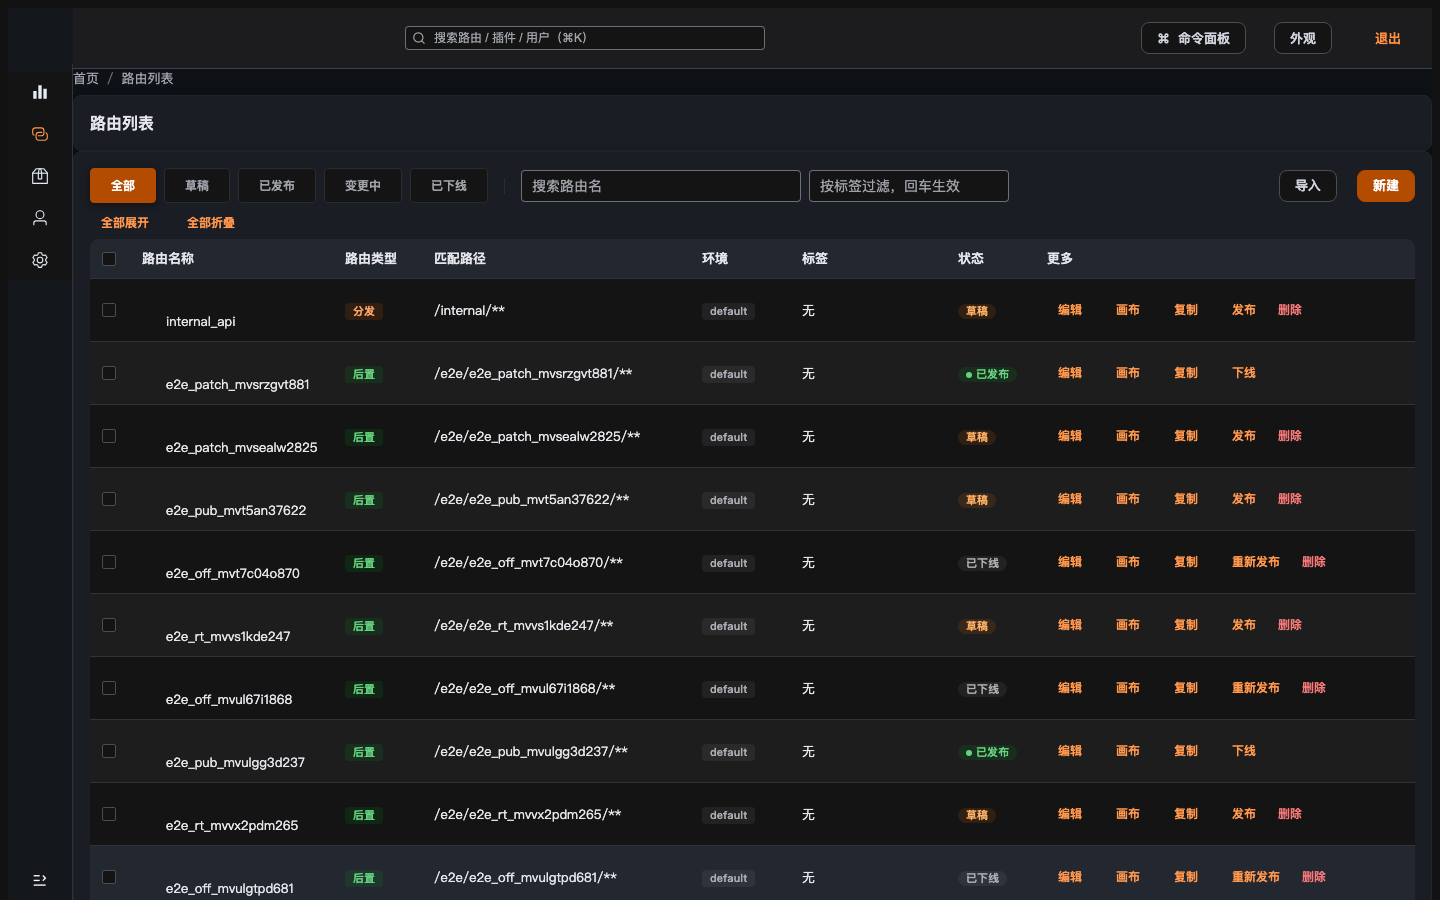 搜索路由 / 插件 / 用户（⌘K）
⌘ 命令面板
外观
退出
首页 / 路由列表
路由列表
全部 草稿 已发布 变更中 已下线 搜索路由名 按标签过滤，回车生效 导入 新建
全部展开 全部折叠
路由名称 路由类型 匹配路径 环境 标签 状态 更多
internal_api 分发 /internal/** default 无 草稿 编辑 画布 复制 发布 删除
e2e_patch_mvsrzgvt881 后置 /e2e/e2e_patch_mvsrzgvt881/** default 无 已发布 编辑 画布 复制 下线
e2e_patch_mvsealw2825 后置 /e2e/e2e_patch_mvsealw2825/** default 无 草稿 编辑 画布 复制 发布 删除
e2e_pub_mvt5an37622 后置 /e2e/e2e_pub_mvt5an37622/** default 无 草稿 编辑 画布 复制 发布 删除
e2e_off_mvt7c04o870 后置 /e2e/e2e_off_mvt7c04o870/** default 无 已下线 编辑 画布 复制 重新发布 删除
e2e_rt_mvvs1kde247 后置 /e2e/e2e_rt_mvvs1kde247/** default 无 草稿 编辑 画布 复制 发布 删除
e2e_off_mvul67i1868 后置 /e2e/e2e_off_mvul67i1868/** default 无 已下线 编辑 画布 复制 重新发布 删除
e2e_pub_mvulgg3d237 后置 /e2e/e2e_pub_mvulgg3d237/** default 无 已发布 编辑 画布 复制 下线
e2e_rt_mvvx2pdm265 后置 /e2e/e2e_rt_mvvx2pdm265/** default 无 草稿 编辑 画布 复制 发布 删除
e2e_off_mvulgtpd681 后置 /e2e/e2e_off_mvulgtpd681/** default 无 已下线 编辑 画布 复制 重新发布 删除